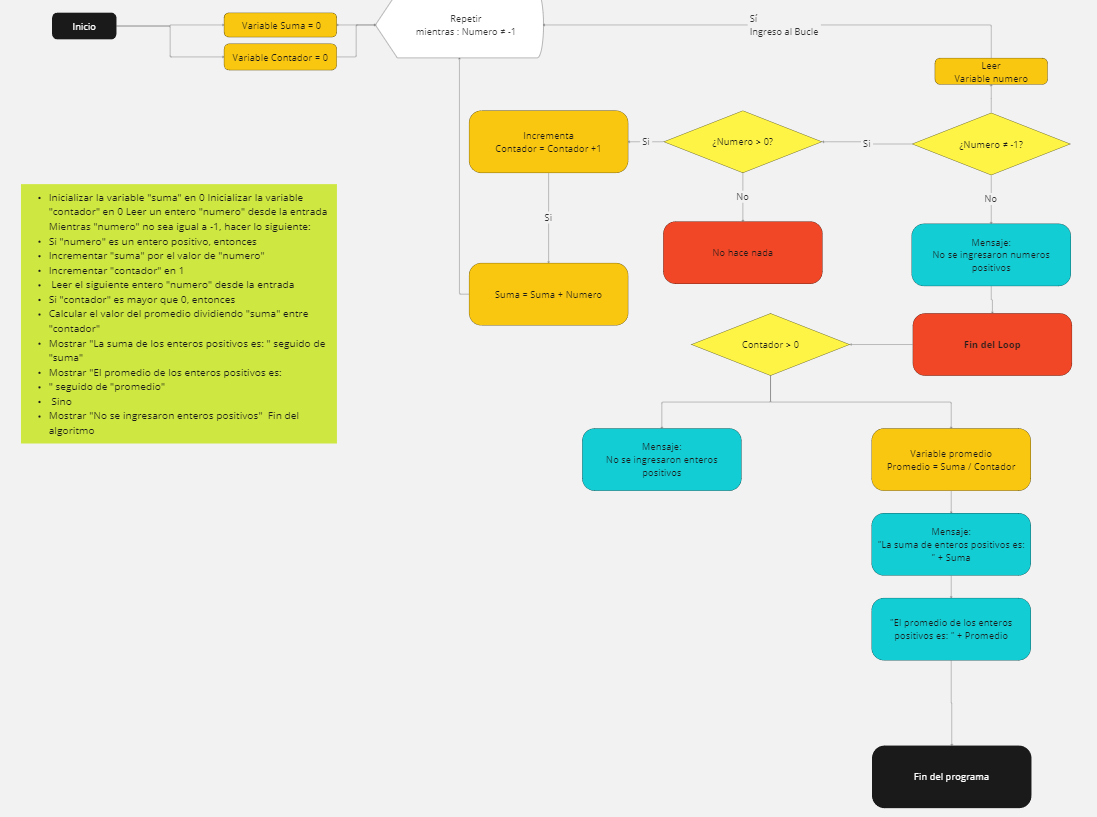 Inicio
Variable Suma = 0
Variable Contador = 0
Repetir
mientras : Numero ≠ -1
Sí
Ingreso al Bucle
Leer
Variable numero
¿Numero ≠ -1?
Si
¿Numero > 0?
Si
Incrementa
Contador = Contador +1
Si
Suma = Suma + Numero
No
No hace nada
No
Mensaje:
No se ingresaron numeros
positivos
Fin del Loop
Contador > 0
Mensaje:
No se ingresaron enteros
positivos
Variable promedio
Promedio = Suma / Contador
Mensaje:
"La suma de enteros positivos es:
" + Suma
"El promedio de los enteros
positivos es: " + Promedio
Fin del programa
• Inicializar la variable "suma" en 0 Inicializar la variable
"contador" en 0 Leer un entero "numero" desde la entrada
Mientras "numero" no sea igual a -1, hacer lo siguiente:
• Si "numero" es un entero positivo, entonces
• Incrementar "suma" por el valor de "numero"
• Incrementar "contador" en 1
• Leer el siguiente entero "numero" desde la entrada
• Si "contador" es mayor que 0, entonces
• Calcular el valor del promedio dividiendo "suma" entre
"contador"
• Mostrar "La suma de los enteros positivos es: " seguido de
"suma"
• Mostrar "El promedio de los enteros positivos es:
• " seguido de "promedio"
• Sino
• Mostrar "No se ingresaron enteros positivos" Fin del
algoritmo